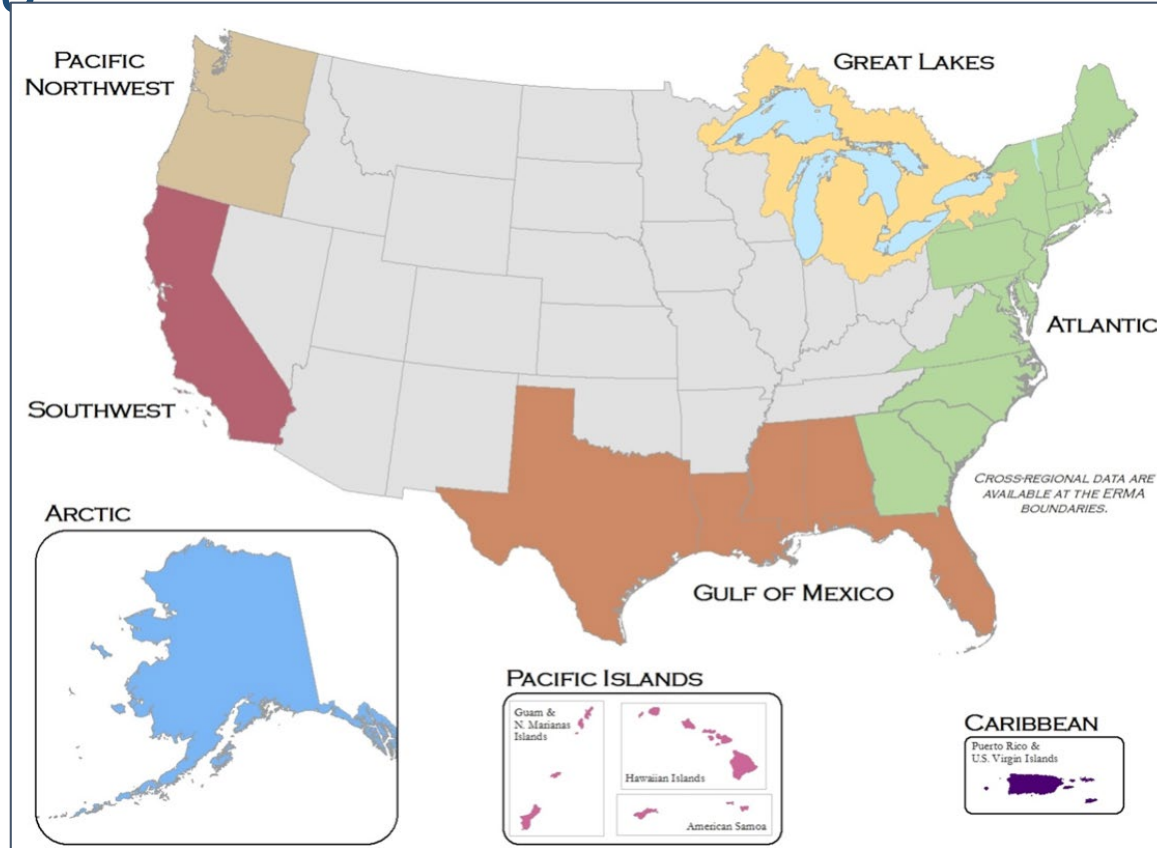 PACIFIC
NORTHWEST
GREAT LAKES
ATLANTIC
SOUTHWEST
CROSS-REGIONAL DATA ARE
AVAILABLE AT THE ERMA
BOUNDARIES.
ARCTIC
GULF OF MEXICO
PACIFIC ISLANDS
Guam &
N. Marianas
Islands
Hawaiian Islands
American Samoa
CARIBBEAN
Puerto Rico &
U.S. Virgin Islands